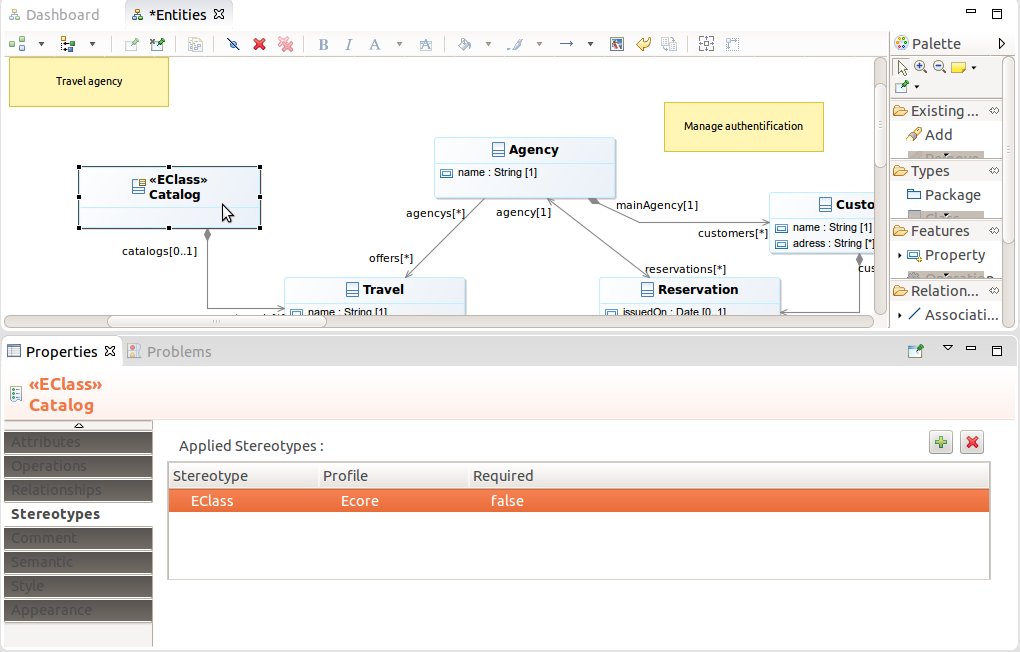 Dashboard
*Entities
B I A A
Palette
Travel agency
Manage authentification
Existing ...
Add
Types
Package
Class
Features
Property
Relation...
Associati...
Agency
name : String [1]
«EClass»
Catalog
agencys[*]
agency[1]
mainAgency[1]
customers[*]
Custo
name : String [1]
adress : String [*]
catalogs[0..1]
offers[*]
reservations[*]
cus
Travel
name : String [1]
Reservation
issuedOn : Date [0..1]
Properties
Problems
«EClass»
Catalog
Attributes
Operations
Relationships
Stereotypes
Comment
Semantic
Style
Appearance
Applied Stereotypes :
Stereotype Profile Required
EClass Ecore false